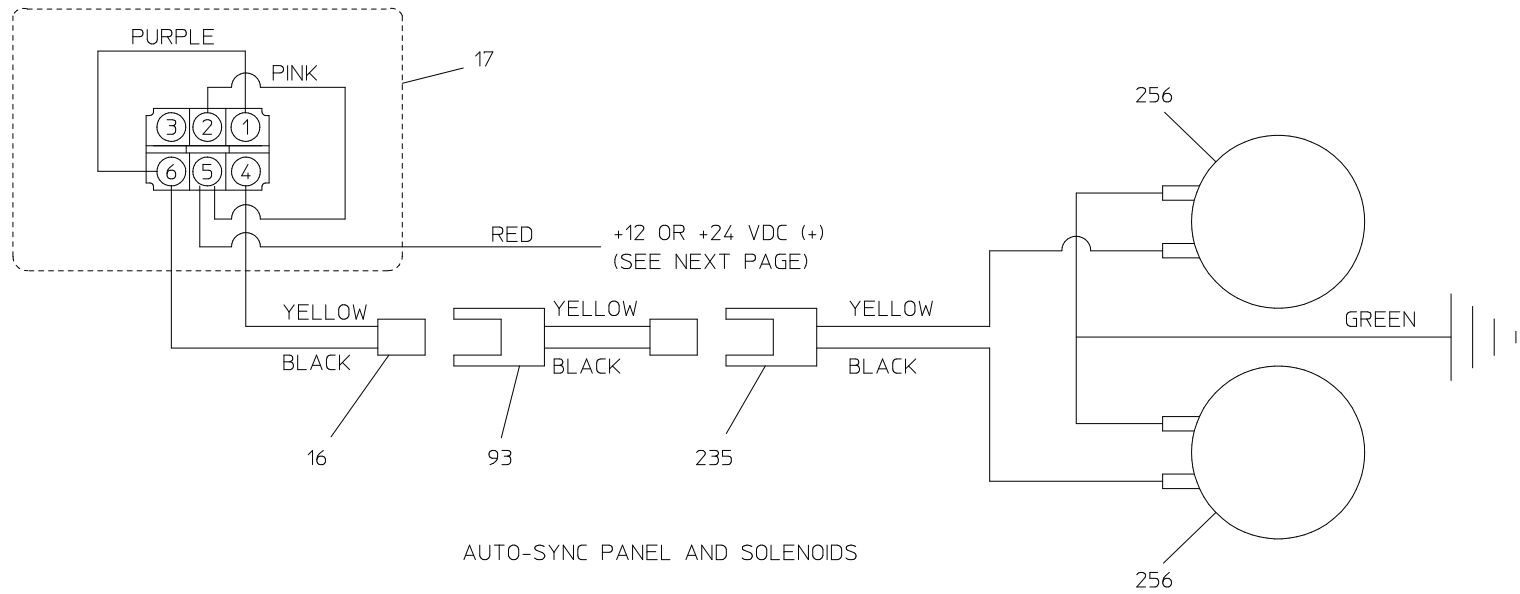 PURPLE
17
PINK
3 2 1
6 5 4
256
RED
+12 OR +24 VDC (+)
(SEE NEXT PAGE)
YELLOW
YELLOW
YELLOW
GREEN
BLACK
BLACK
BLACK
16
93
235
AUTO-SYNC PANEL AND SOLENOIDS
256